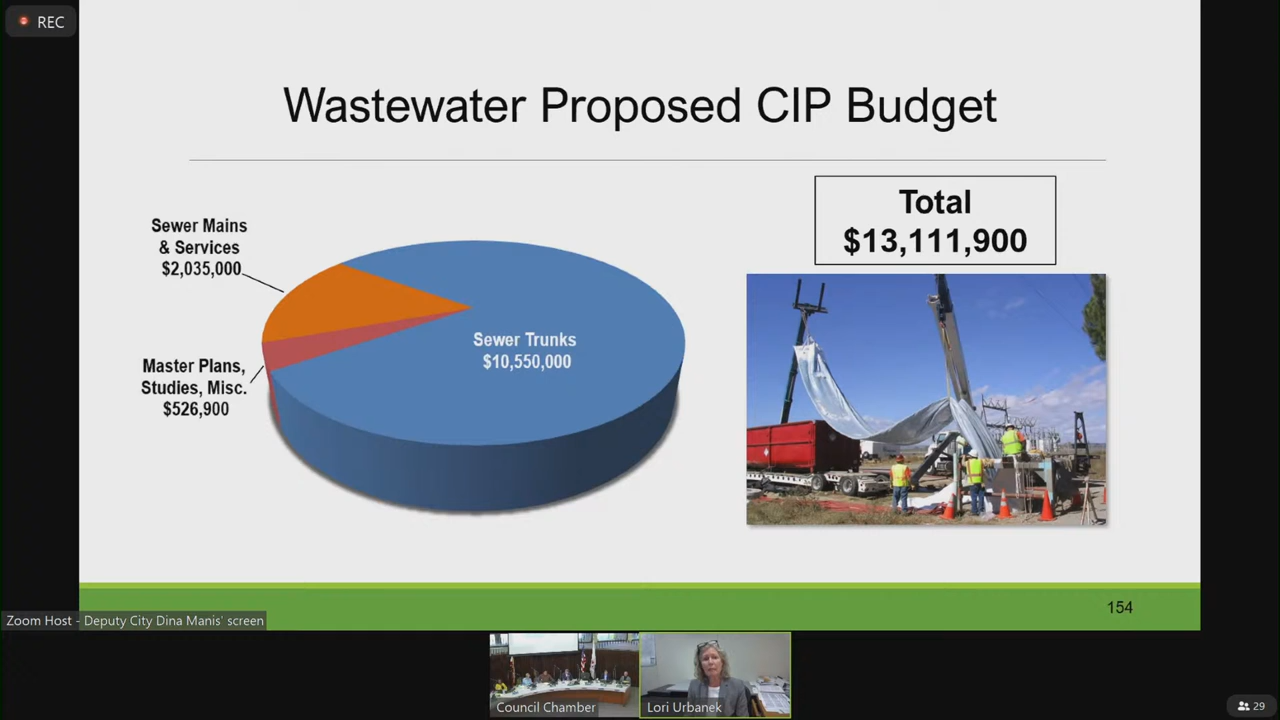 REC
Wastewater Proposed CIP Budget
Total
$13,111,900
Sewer Mains
& Services
$2,035,000
Sewer Trunks
$10,550,000
Master Plans,
Studies, Misc.
$526,900
154
Zoom Host - Deputy City Dina Manis' screen
Council Chamber
Lori Urbanek
29